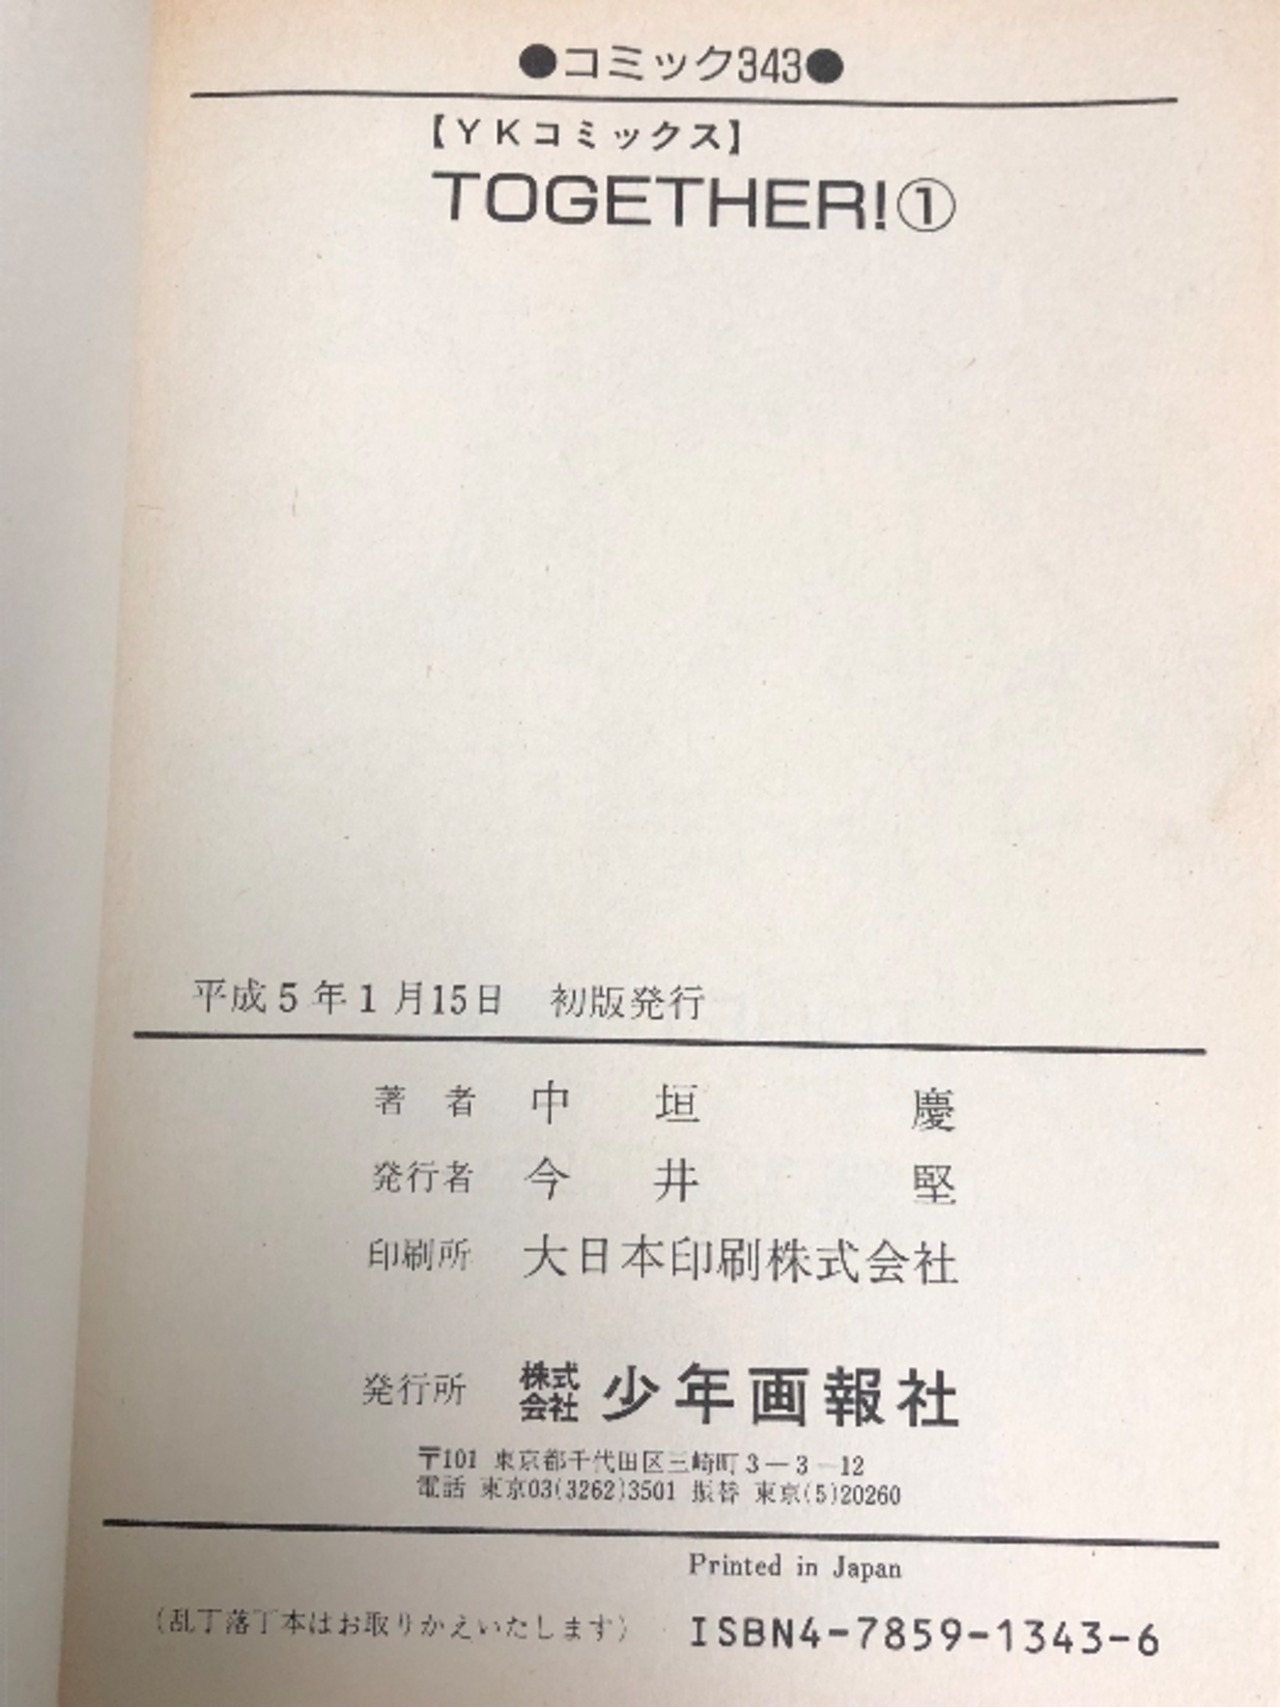 ●コミック343●
【YKコミックス】
TOGETHER!①
平成5年1月15日 初版発行
著者 中垣慶
発行者 今井堅
印刷所 大日本印刷株式会社
発行所 株式会社 少年画報社
〒101 東京都千代田区三崎町3-3-12
電話 東京03(3262)3501 振替 東京(5)20260
Printed in Japan
(乱丁落丁本はお取りかえいたします) ISBN4-7859-1343-6